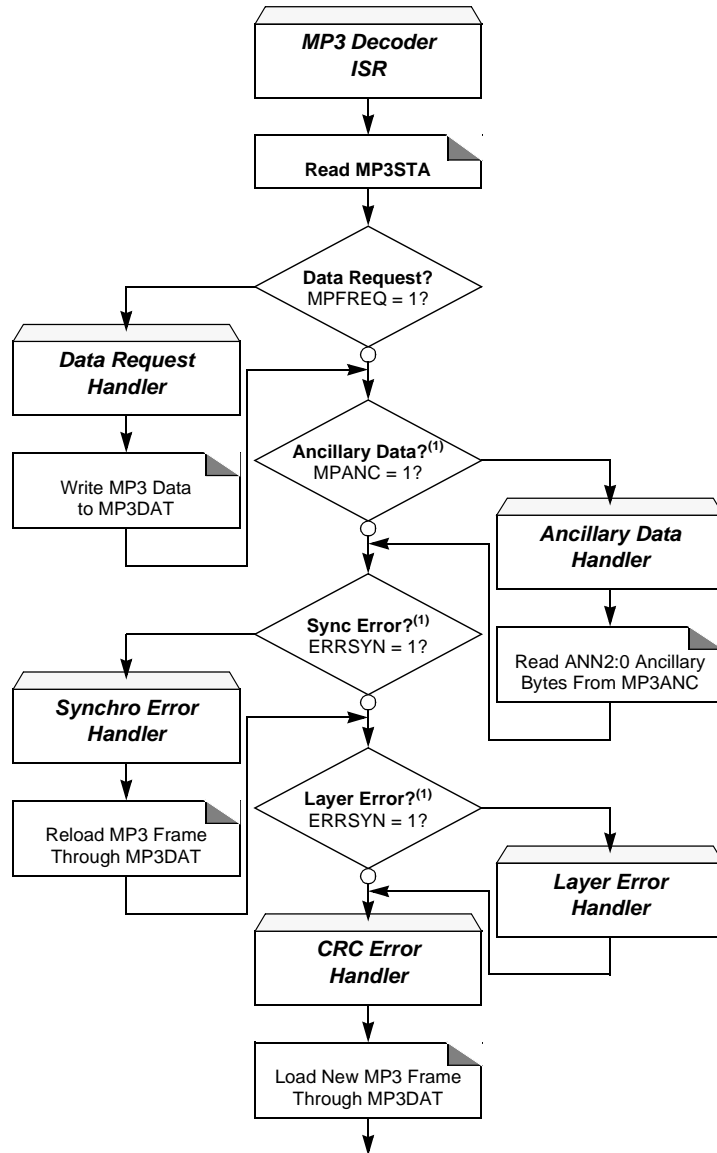 MP3 Decoder
ISR
Read MP3STA
Data Request?
MPFREQ = 1?
Data Request
Handler
Write MP3 Data
to MP3DAT
Ancillary Data?(1)
MPANC = 1?
Ancillary Data
Handler
Read ANN2:0 Ancillary
Bytes From MP3ANC
Sync Error?(1)
ERRSYN = 1?
Synchro Error
Handler
Reload MP3 Frame
Through MP3DAT
Layer Error?(1)
ERRSYN = 1?
Layer Error
Handler
CRC Error
Handler
Load New MP3 Frame
Through MP3DAT